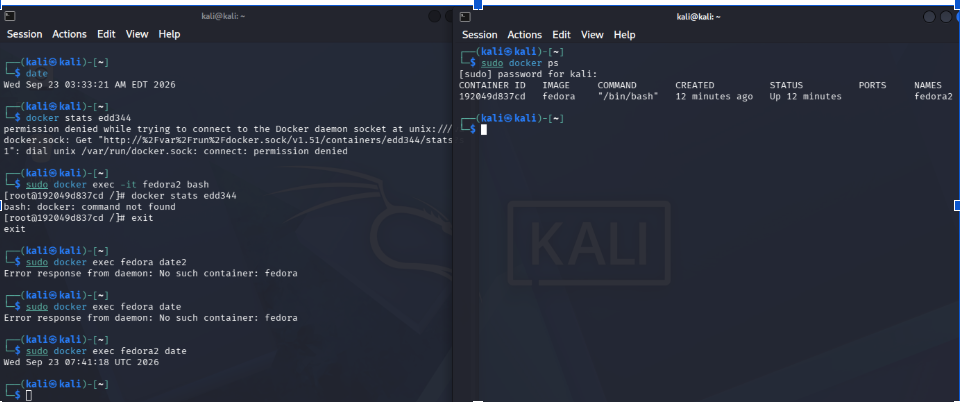 kali@kali: ~
Session Actions Edit View Help
┌──(kali㉿kali)-[~]
└─$ date
Wed Sep 23 03:33:21 AM EDT 2026
┌──(kali㉿kali)-[~]
└─$ docker stats edd344
permission denied while trying to connect to the Docker daemon socket at unix:///
docker.sock: Get "http://%2Fvar%2Frun%2Fdocker.sock/v1.51/containers/edd344/stats
1": dial unix /var/run/docker.sock: connect: permission denied
┌──(kali㉿kali)-[~]
└─$ sudo docker exec -it fedora2 bash
[root@192049d837cd /]# docker stats edd344
bash: docker: command not found
[root@192049d837cd /]# exit
exit
┌──(kali㉿kali)-[~]
└─$ sudo docker exec fedora date2
Error response from daemon: No such container: fedora
┌──(kali㉿kali)-[~]
└─$ sudo docker exec fedora date
Error response from daemon: No such container: fedora
┌──(kali㉿kali)-[~]
└─$ sudo docker exec fedora2 date
Wed Sep 23 07:41:18 UTC 2026
┌──(kali㉿kali)-[~]
└─$
kali@kali: ~
Session Actions Edit View Help
┌──(kali㉿kali)-[~]
└─$ sudo docker ps
[sudo] password for kali:
CONTAINER ID IMAGE COMMAND CREATED STATUS PORTS NAMES
192049d837cd fedora "/bin/bash" 12 minutes ago Up 12 minutes fedora2
┌──(kali㉿kali)-[~]
└─$
KALI